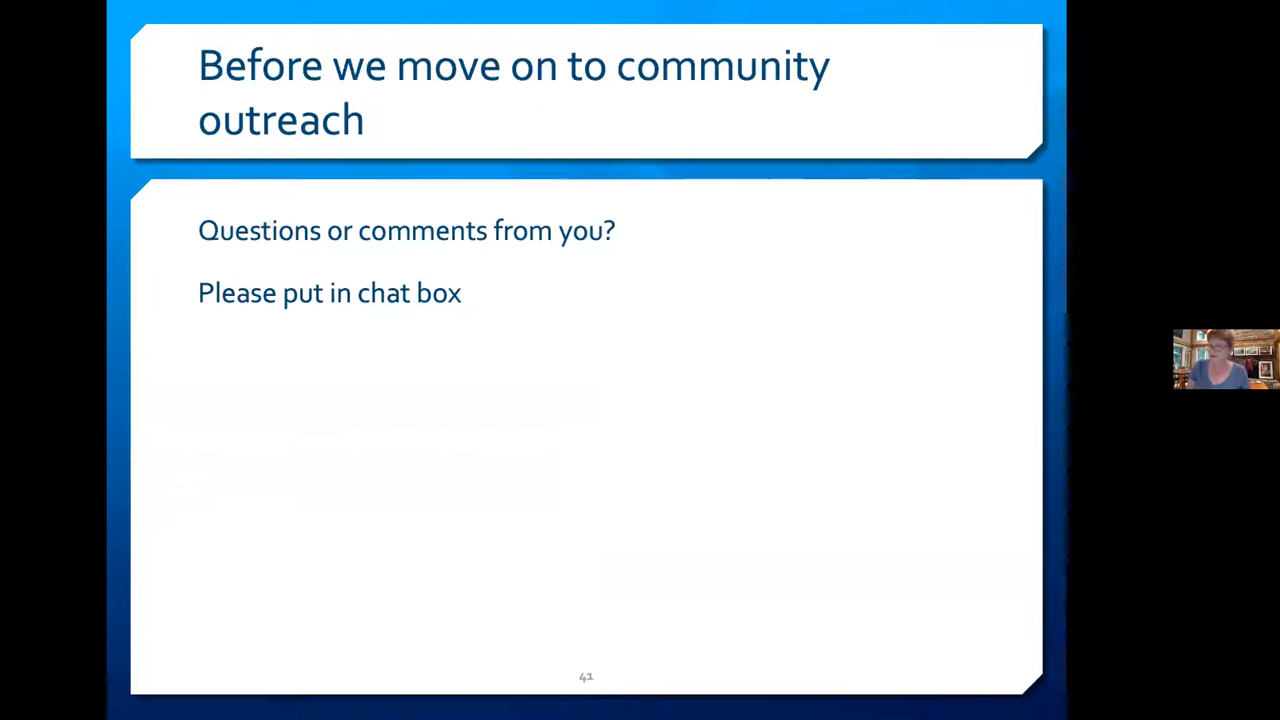 Before we move on to community
outreach
Questions or comments from you?
Please put in chat box
41